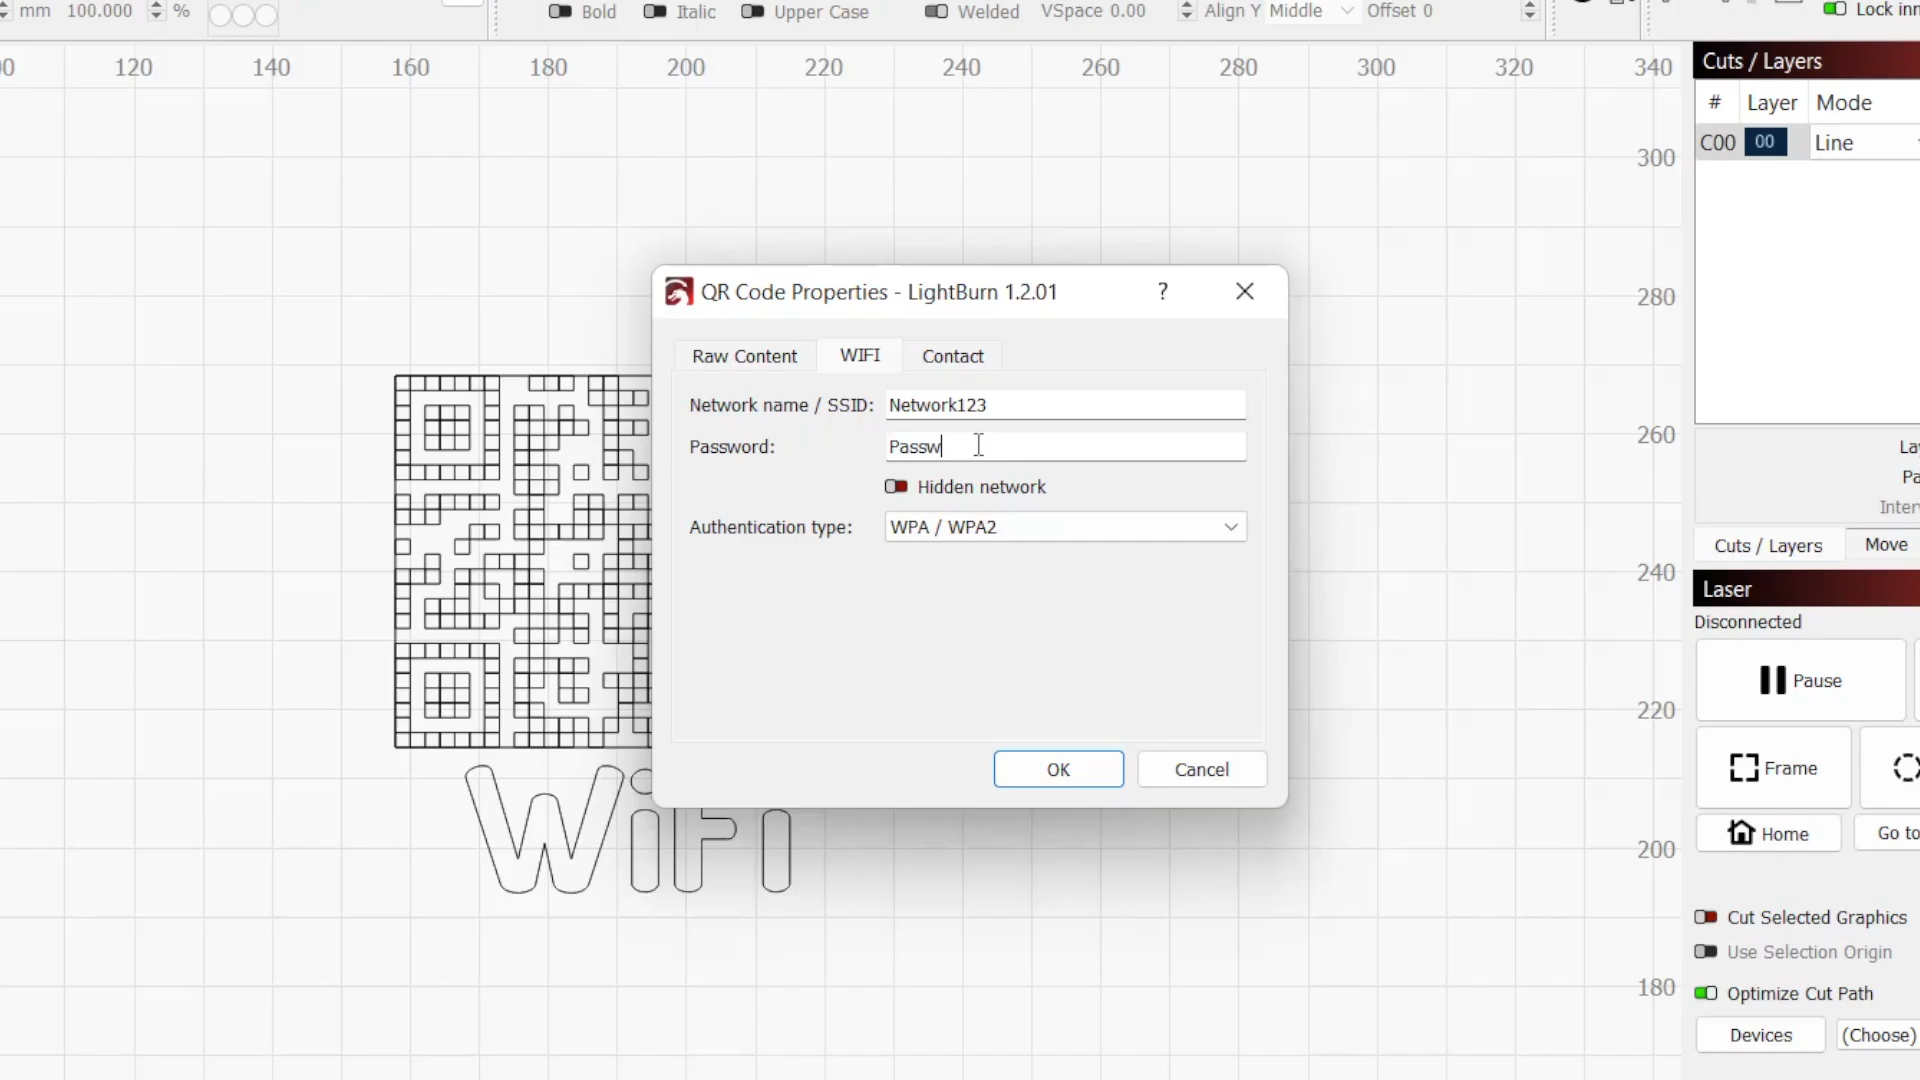 mm 100.000 % Bold Italic Upper Case Welded VSpace 0.00 Align Y Middle Offset 0 Lock inn
120 140 160 180 200 220 240 260 280 300 320 340
Cuts / Layers
# Layer Mode
C00 00 Line
300
280
260
240
220
200
180
QR Code Properties - LightBurn 1.2.01 ?
Raw Content WIFI Contact
Network name / SSID: Network123
Password: Passw
Hidden network
Authentication type: WPA / WPA2
OK Cancel
WiFi
Cuts / Layers Move
Laser
Disconnected
Pause
Frame
Home Go to
Cut Selected Graphics
Use Selection Origin
Optimize Cut Path
Devices (Choose)